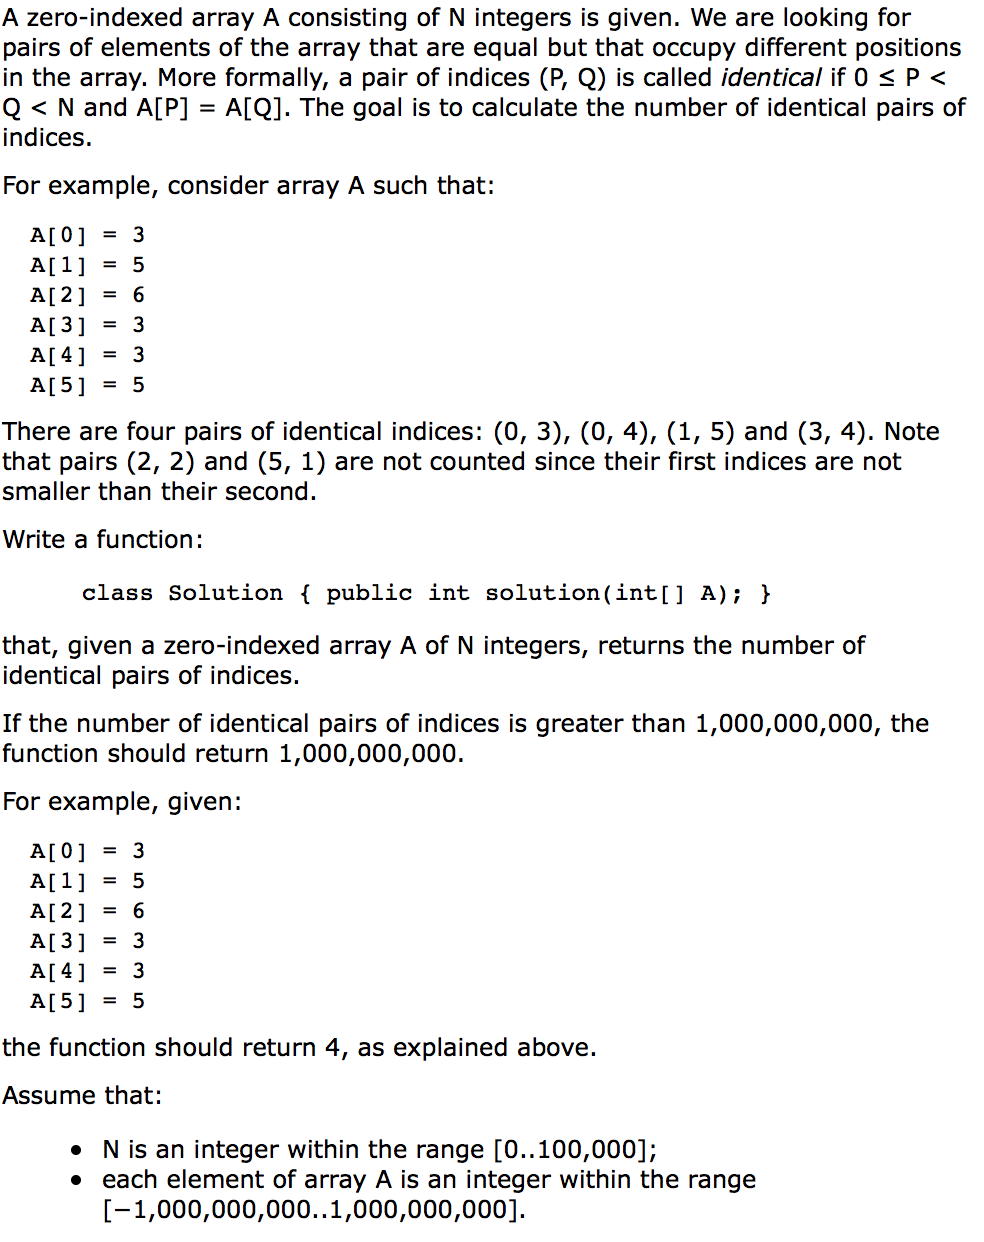 A zero-indexed array A consisting of N integers is given. We are looking for
pairs of elements of the array that are equal but that occupy different positions
in the array. More formally, a pair of indices (P, Q) is called identical if 0 ≤ P <
Q < N and A[P] = A[Q]. The goal is to calculate the number of identical pairs of
indices.
For example, consider array A such that:
A[0] = 3
A[1] = 5
A[2] = 6
A[3] = 3
A[4] = 3
A[5] = 5
There are four pairs of identical indices: (0, 3), (0, 4), (1, 5) and (3, 4). Note
that pairs (2, 2) and (5, 1) are not counted since their first indices are not
smaller than their second.
Write a function:
class Solution { public int solution(int[] A); }
that, given a zero-indexed array A of N integers, returns the number of
identical pairs of indices.
If the number of identical pairs of indices is greater than 1,000,000,000, the
function should return 1,000,000,000.
For example, given:
A[0] = 3
A[1] = 5
A[2] = 6
A[3] = 3
A[4] = 3
A[5] = 5
the function should return 4, as explained above.
Assume that:
• N is an integer within the range [0..100,000];
• each element of array A is an integer within the range
[−1,000,000,000..1,000,000,000].